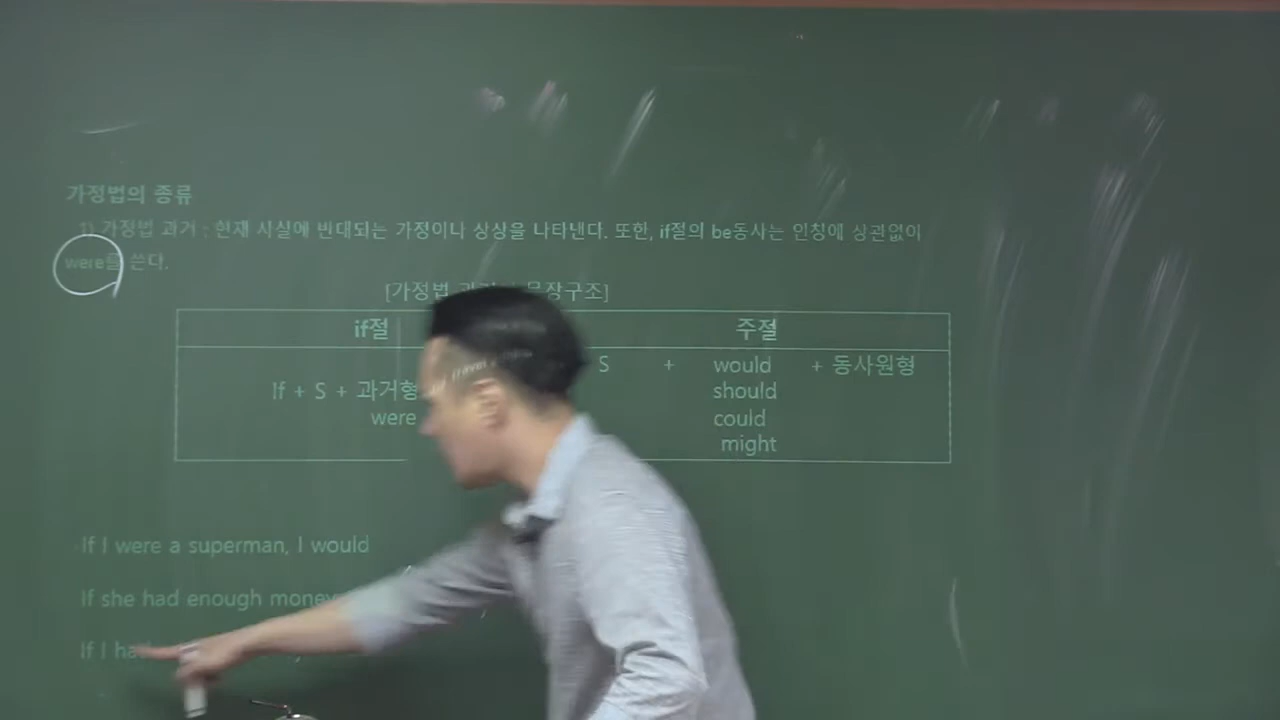 가정법의 종류
1) 가정법 과거 : 현재 사실에 반대되는 가정이나 상상을 나타낸다. 또한, if절의 be동사는 인칭에 상관없이
were를 쓴다.
[가정법 문장구조]
if절 주절
S + would + 동사원형
If + S + 과거형 should
were could
might
If I were a superman, I would
If she had enough money
If I